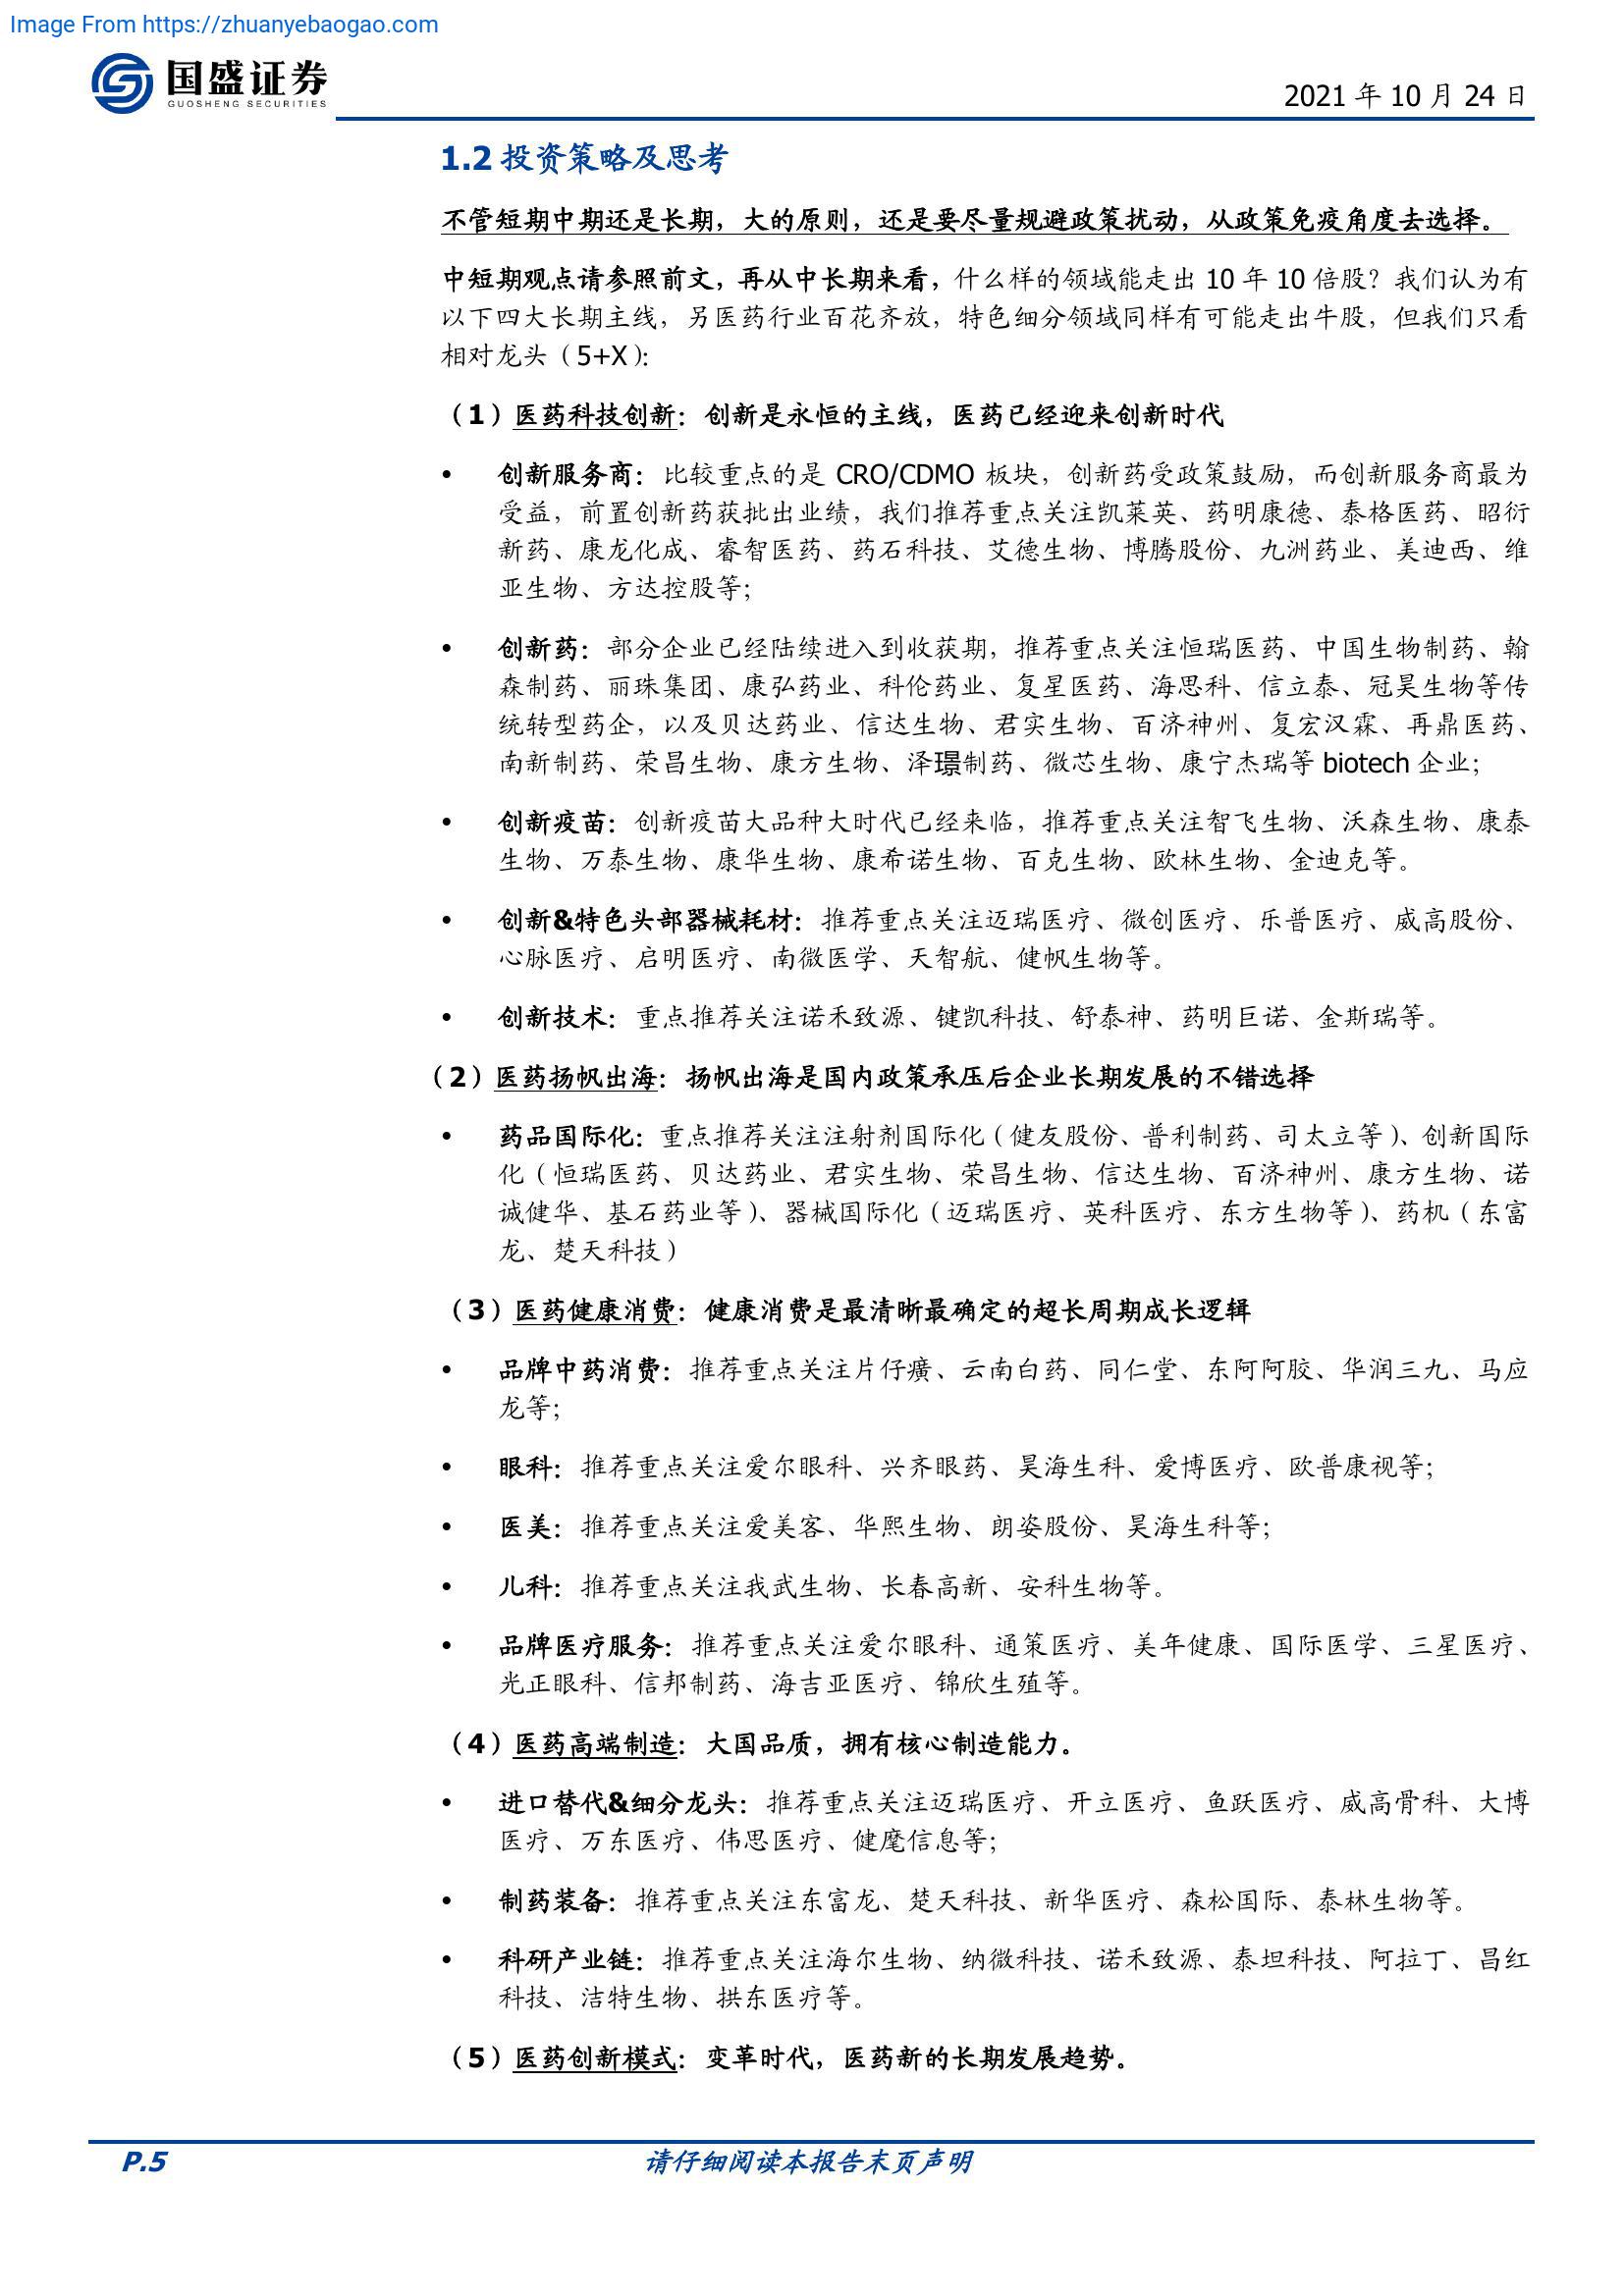 Image From https://zhuanyebaogao.com
国盛证券
GUOSHENG SECURITIES
2021 年 10 月 24 日
1.2 投资策略及思考
不管短期中期还是长期，大的原则，还是要尽量规避政策扰动，从政策免疫角度去选择。
中短期观点请参照前文，再从中长期来看，什么样的领域能走出 10 年 10 倍股？我们认为有
以下四大长期主线，另医药行业百花齐放，特色细分领域同样有可能走出牛股，但我们只看
相对龙头（5+X）：
（1）医药科技创新：创新是永恒的主线，医药已经迎来创新时代
• 创新服务商：比较重点的是 CRO/CDMO 板块，创新药受政策鼓励，而创新服务商最为
受益，前置创新药获批出业绩，我们推荐重点关注凯莱英、药明康德、泰格医药、昭衍
新药、康龙化成、睿智医药、药石科技、艾德生物、博腾股份、九洲药业、美迪西、维
亚生物、方达控股等；
• 创新药：部分企业已经陆续进入到收获期，推荐重点关注恒瑞医药、中国生物制药、翰
森制药、丽珠集团、康弘药业、科伦药业、复星医药、海思科、信立泰、冠昊生物等传
统转型药企，以及贝达药业、信达生物、君实生物、百济神州、复宏汉霖、再鼎医药、
南新制药、荣昌生物、康方生物、泽璟制药、微芯生物、康宁杰瑞等 biotech 企业；
• 创新疫苗：创新疫苗大品种大时代已经来临，推荐重点关注智飞生物、沃森生物、康泰
生物、万泰生物、康华生物、康希诺生物、百克生物、欧林生物、金迪克等。
• 创新&特色头部器械耗材：推荐重点关注迈瑞医疗、微创医疗、乐普医疗、威高股份、
心脉医疗、启明医疗、南微医学、天智航、健帆生物等。
• 创新技术：重点推荐关注诺禾致源、键凯科技、舒泰神、药明巨诺、金斯瑞等。
（2）医药扬帆出海：扬帆出海是国内政策承压后企业长期发展的不错选择
• 药品国际化：重点推荐关注注射剂国际化（健友股份、普利制药、司太立等）、创新国际
化（恒瑞医药、贝达药业、君实生物、荣昌生物、信达生物、百济神州、康方生物、诺
诚健华、基石药业等）、器械国际化（迈瑞医疗、英科医疗、东方生物等）、药机（东富
龙、楚天科技）
（3）医药健康消费：健康消费是最清晰最确定的超长周期成长逻辑
• 品牌中药消费：推荐重点关注片仔癀、云南白药、同仁堂、东阿阿胶、华润三九、马应
龙等；
• 眼科：推荐重点关注爱尔眼科、兴齐眼药、昊海生科、爱博医疗、欧普康视等；
• 医美：推荐重点关注爱美客、华熙生物、朗姿股份、昊海生科等；
• 儿科：推荐重点关注我武生物、长春高新、安科生物等。
• 品牌医疗服务：推荐重点关注爱尔眼科、通策医疗、美年健康、国际医学、三星医疗、
光正眼科、信邦制药、海吉亚医疗、锦欣生殖等。
（4）医药高端制造：大国品质，拥有核心制造能力。
• 进口替代&细分龙头：推荐重点关注迈瑞医疗、开立医疗、鱼跃医疗、威高骨科、大博
医疗、万东医疗、伟思医疗、健麾信息等；
• 制药装备：推荐重点关注东富龙、楚天科技、新华医疗、森松国际、泰林生物等。
• 科研产业链：推荐重点关注海尔生物、纳微科技、诺禾致源、泰坦科技、阿拉丁、昌红
科技、洁特生物、拱东医疗等。
（5）医药创新模式：变革时代，医药新的长期发展趋势。
P.5
请仔细阅读本报告末页声明